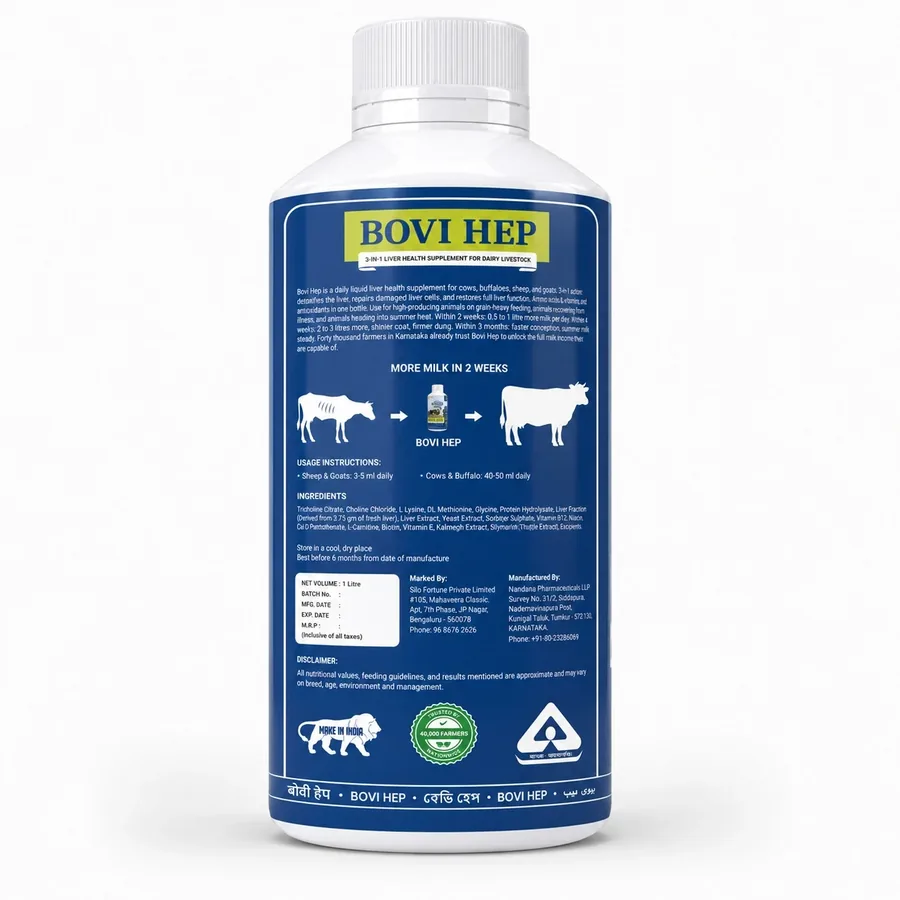 BOVI HEP
3-IN-1 LIVER HEALTH SUPPLEMENT FOR DAIRY LIVESTOCK
Bovi Hep is a daily liquid liver health supplement for cows, buffaloes, sheep, and goats. 3-in-1 action:
detoxifies the liver, repairs damaged liver cells, and restores full liver function. Amino acids, vitamins, and
antioxidants in one bottle. Use for high-producing animals on grain-heavy feeding, animals recovering from
illness, and animals heading into summer heat. Within 2 weeks: 0.5 to 1 litre more milk per day. Within 4
weeks: 2 to 3 litres more, shinier coat, firmer dung. Within 3 months: faster conception, summer milk
steady. Forty thousand farmers in Karnataka already trust Bovi Hep to unlock the full milk income they
are capable of.
MORE MILK IN 2 WEEKS
BOVI HEP
USAGE INSTRUCTIONS:
• Sheep & Goats: 3-5 ml daily • Cows & Buffalo: 40-50 ml daily
INGREDIENTS
Tricholine Citrate, Choline Chloride, L Lysine, DL Methionine, Glycine, Protein Hydrolysate, Liver Fraction
(Derived from 3.75 gm of fresh liver), Liver Extract, Yeast Extract, Sulphate, Vitamin B12, Niacin,
Cal D L-Carnitine, Biotin, Vitamin E, Kalmegh Extract, Extract, Excipients.
Store in a cool, dry place
Best before 6 months from date of manufacture
NET VOLUME : 1 Litre
BATCH No. :
MFG. DATE :
EXP. DATE :
M.R.P : :
(Inclusive of all taxes)
Marked By:
Silo Fortune Private Limited
#105, Mahaveera Classic.
Apt, 7th Phase, JP Nagar,
Bengaluru - 560078
Phone: 96 8676 2626
Manufactured By:
Nandana Pharmaceuticals LLP
Survey No. 31/2, Siddapura,
Nademavinapura Post,
Kunigal Taluk, Tumkur - 572 130,
KARNATAKA.
Phone: +91-80-23286069
DISCLAIMER:
All nutritional values, feeding guidelines, and results mentioned are approximate and may vary
on breed, age, environment and management.
MAKE IN INDIA
TRUSTED BY
40,000 FARMERS
NATIONWIDE
बोवी हेप • BOVI HEP • • BOVI HEP •